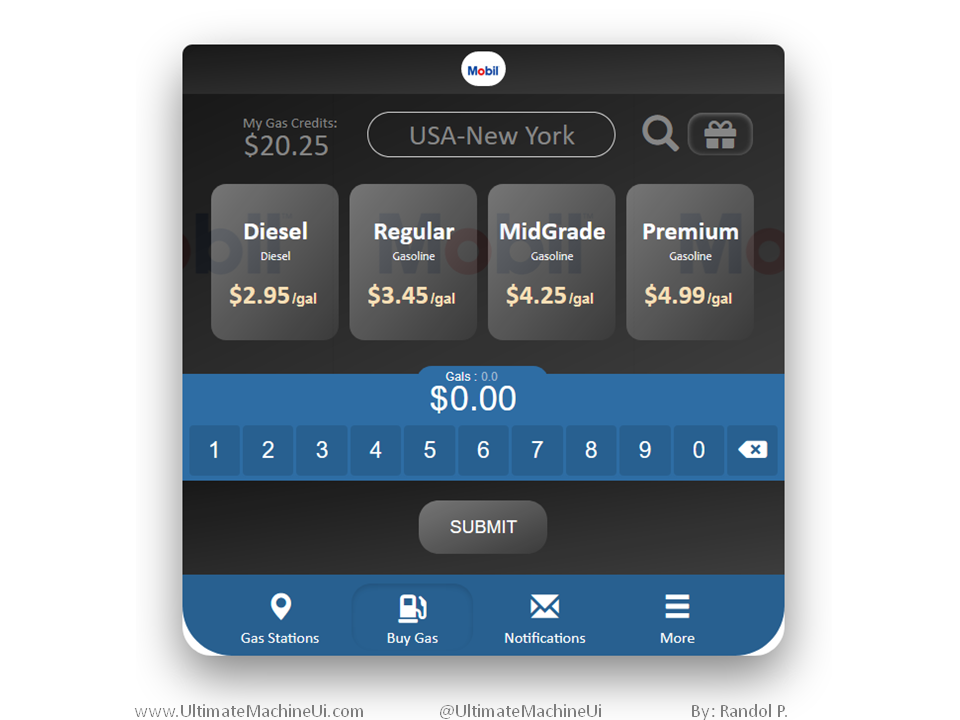 Mobil
My Gas Credits:
$20.25
USA-New York
Diesel
Diesel
$2.95/gal
Regular
Gasoline
$3.45/gal
MidGrade
Gasoline
$4.25/gal
Premium
Gasoline
$4.99/gal
Mobil
Gals : 0.0
$0.00
1 2 3 4 5 6 7 8 9 0
SUBMIT
Gas Stations
Buy Gas
Notifications
More
www.UltimateMachineUi.com @UltimateMachineUi By: Randol P.